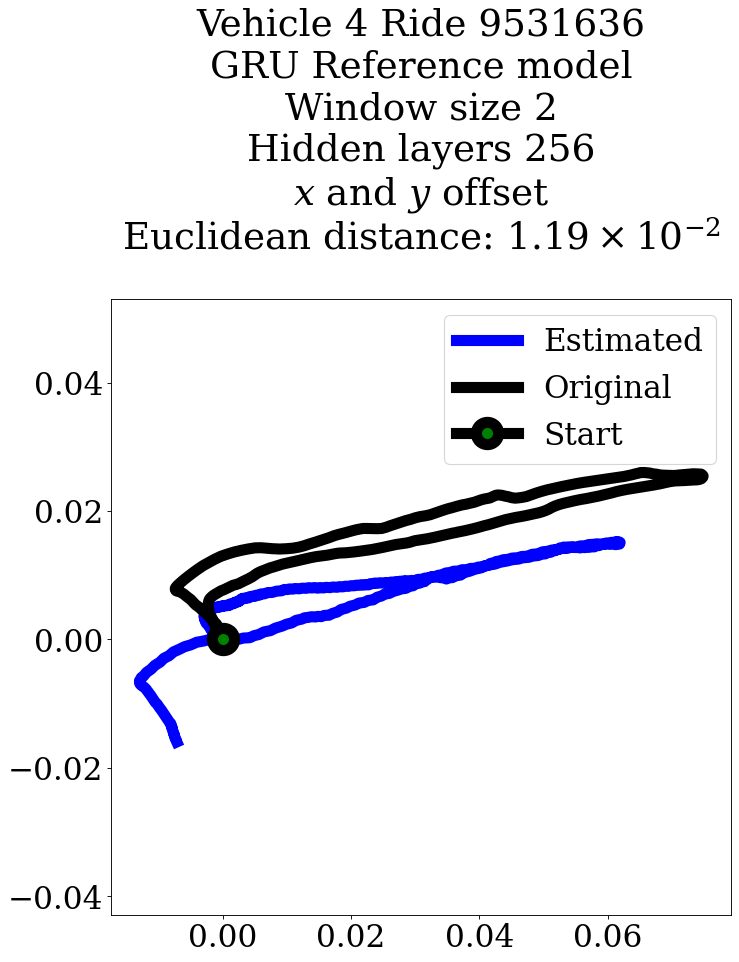 Vehicle 4 Ride 9531636
GRU Reference model
Window size 2
Hidden layers 256
x and y offset
Euclidean distance: 1.19 × 10⁻²
Estimated
Original
Start
0.04
0.02
0.00
−0.02
−0.04
0.00 0.02 0.04 0.06